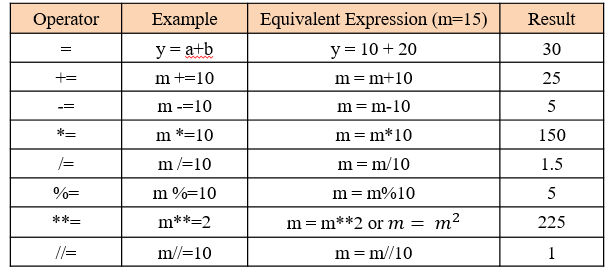 Operator Example Equivalent Expression (m=15) Result
= y = a+b y = 10 + 20 30
+= m +=10 m = m+10 25
-= m -=10 m = m-10 5
*= m *=10 m = m*10 150
/= m /=10 m = m/10 1.5
%= m %=10 m = m%10 5
**= m**=2 m = m**2 or m = m² 225
//= m//=10 m = m//10 1